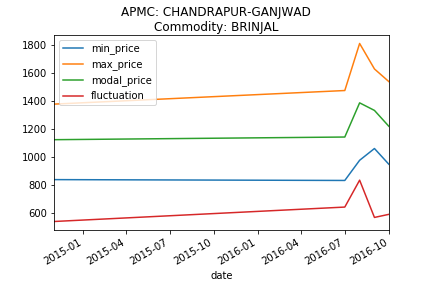 APMC: CHANDRAPUR-GANJWAD
Commodity: BRINJAL
min_price
max_price
modal_price
fluctuation
1800
1600
1400
1200
1000
800
600
2015-01
2015-04
2015-07
2015-10
2016-01
2016-04
2016-07
2016-10
date